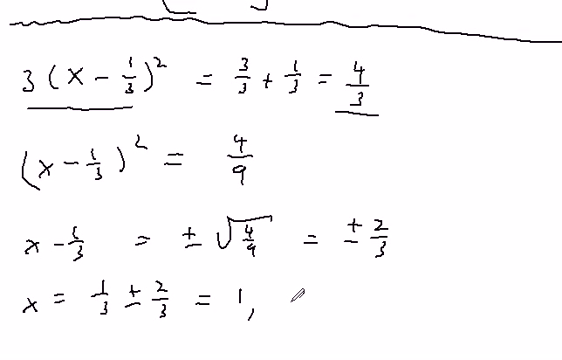 3(x - 1/3)² = 3/3 + 1/3 = 4/3
(x - 1/3)² = 4/9
x - 1/3 = ± √(4/9) = ± 2/3
x = 1/3 ± 2/3 = 1,